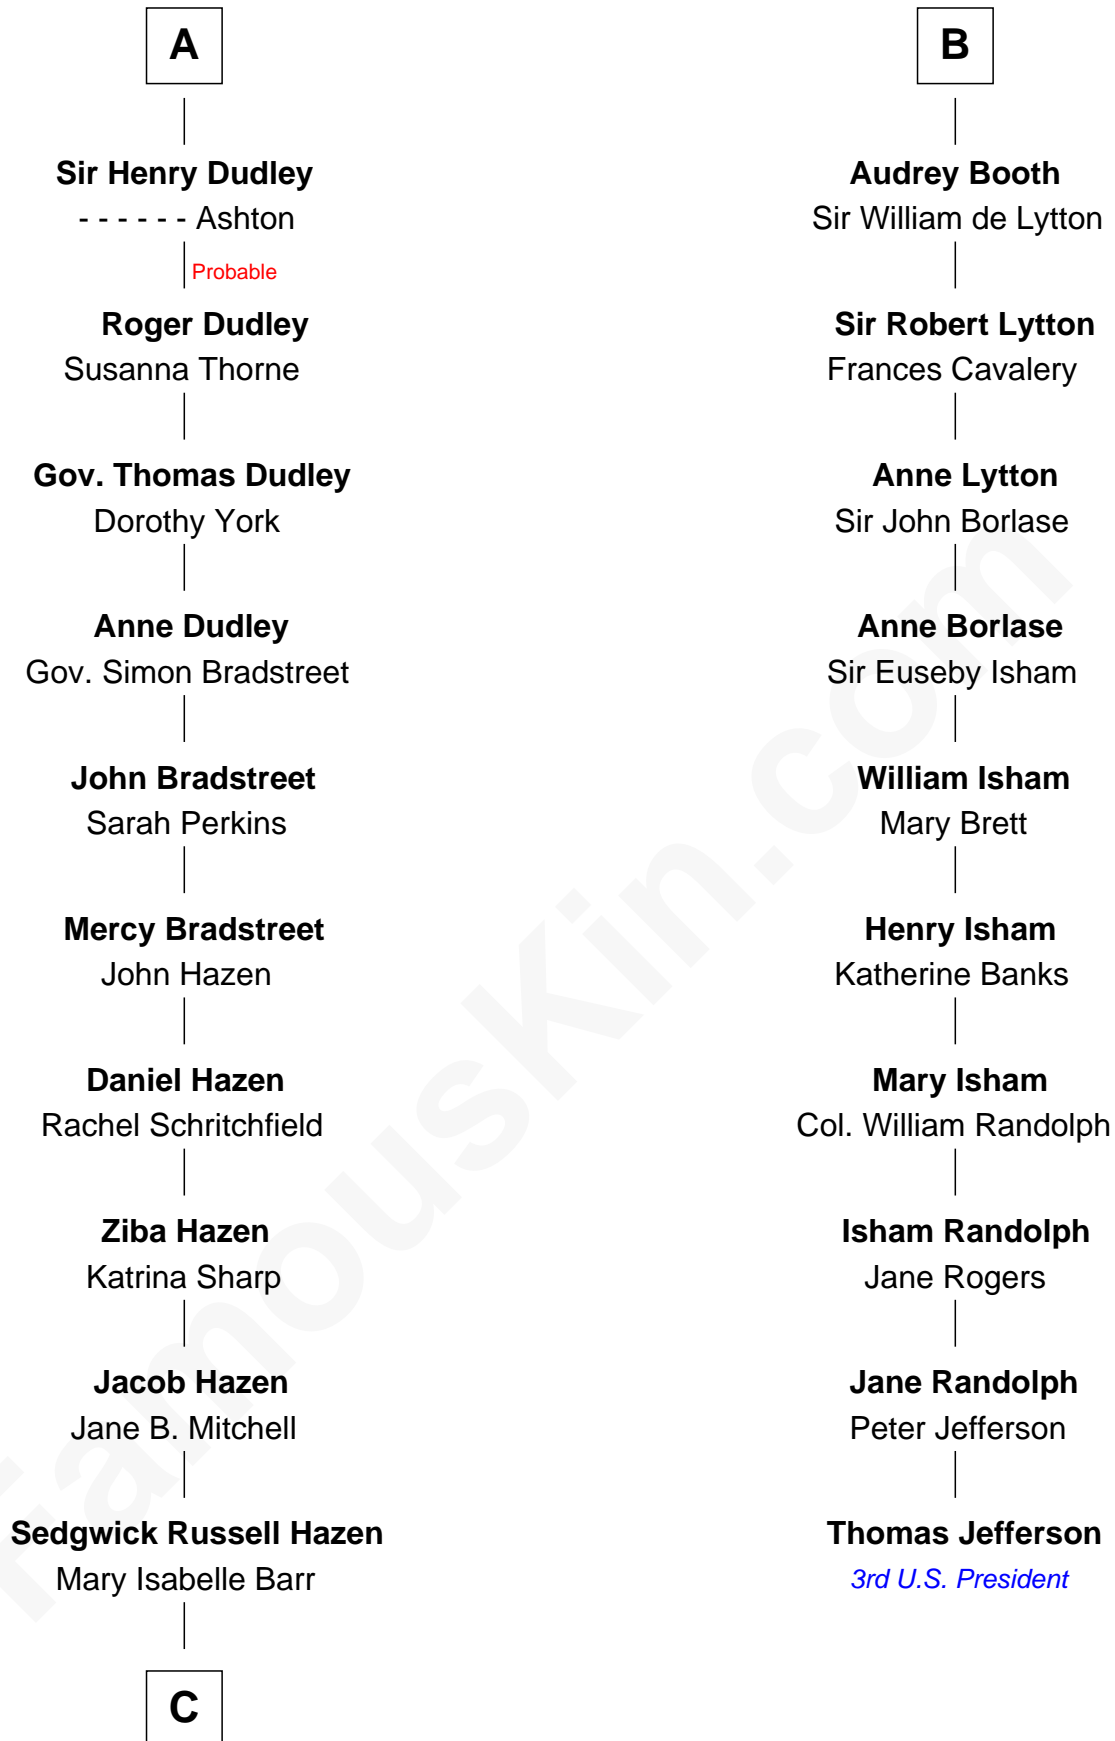 A
Sir Henry Dudley
- - - - - - Ashton
Probable
Roger Dudley
Susanna Thorne
Gov. Thomas Dudley
Dorothy York
Anne Dudley
Gov. Simon Bradstreet
John Bradstreet
Sarah Perkins
Mercy Bradstreet
John Hazen
Daniel Hazen
Rachel Schritchfield
Ziba Hazen
Katrina Sharp
Jacob Hazen
Jane B. Mitchell
Sedgwick Russell Hazen
Mary Isabelle Barr
C
B
Audrey Booth
Sir William de Lytton
Sir Robert Lytton
Frances Cavalery
Anne Lytton
Sir John Borlase
Anne Borlase
Sir Euseby Isham
William Isham
Mary Brett
Henry Isham
Katherine Banks
Mary Isham
Col. William Randolph
Isham Randolph
Jane Rogers
Jane Randolph
Peter Jefferson
Thomas Jefferson
3rd U.S. President
FamousKin.com